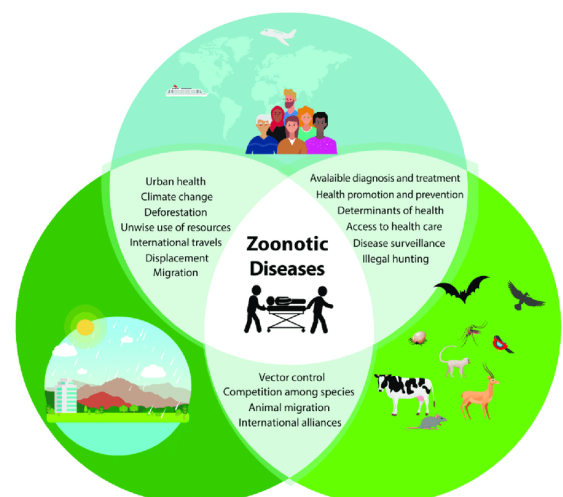 Urban health
Climate change
Deforestation
Unwise use of resources
International travels
Displacement
Migration
Avalaible diagnosis and treatment
Health promotion and prevention
Determinants of health
Access to health care
Disease surveillance
Illegal hunting
Zoonotic
Diseases
Vector control
Competition among species
Animal migration
International alliances